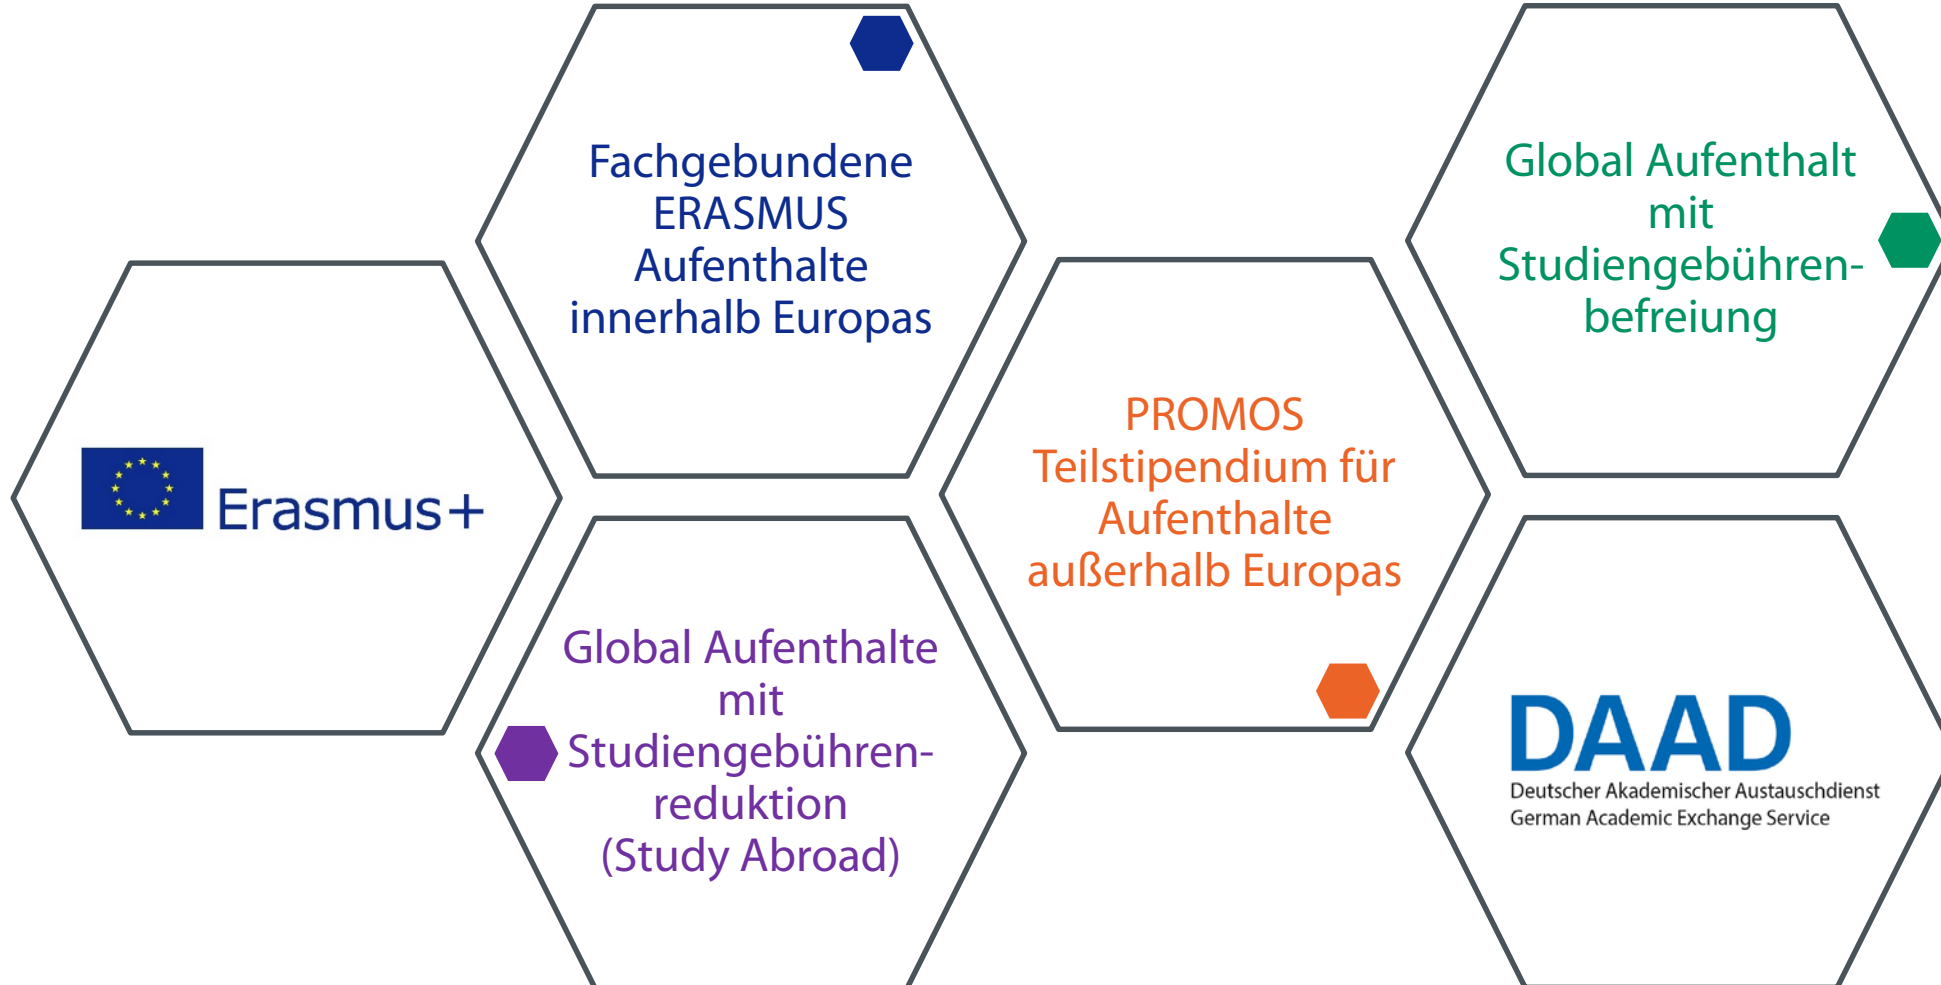 Fachgebundene
ERASMUS
Aufenthalte
innerhalb Europas
Global Aufenthalt
mit
Studiengebühren-
befreiung
Erasmus+
PROMOS
Teilstipendium für
Aufenthalte
außerhalb Europas
Global Aufenthalte
mit
Studiengebühren-
reduktion
(Study Abroad)
DAAD
Deutscher Akademischer Austauschdienst
German Academic Exchange Service